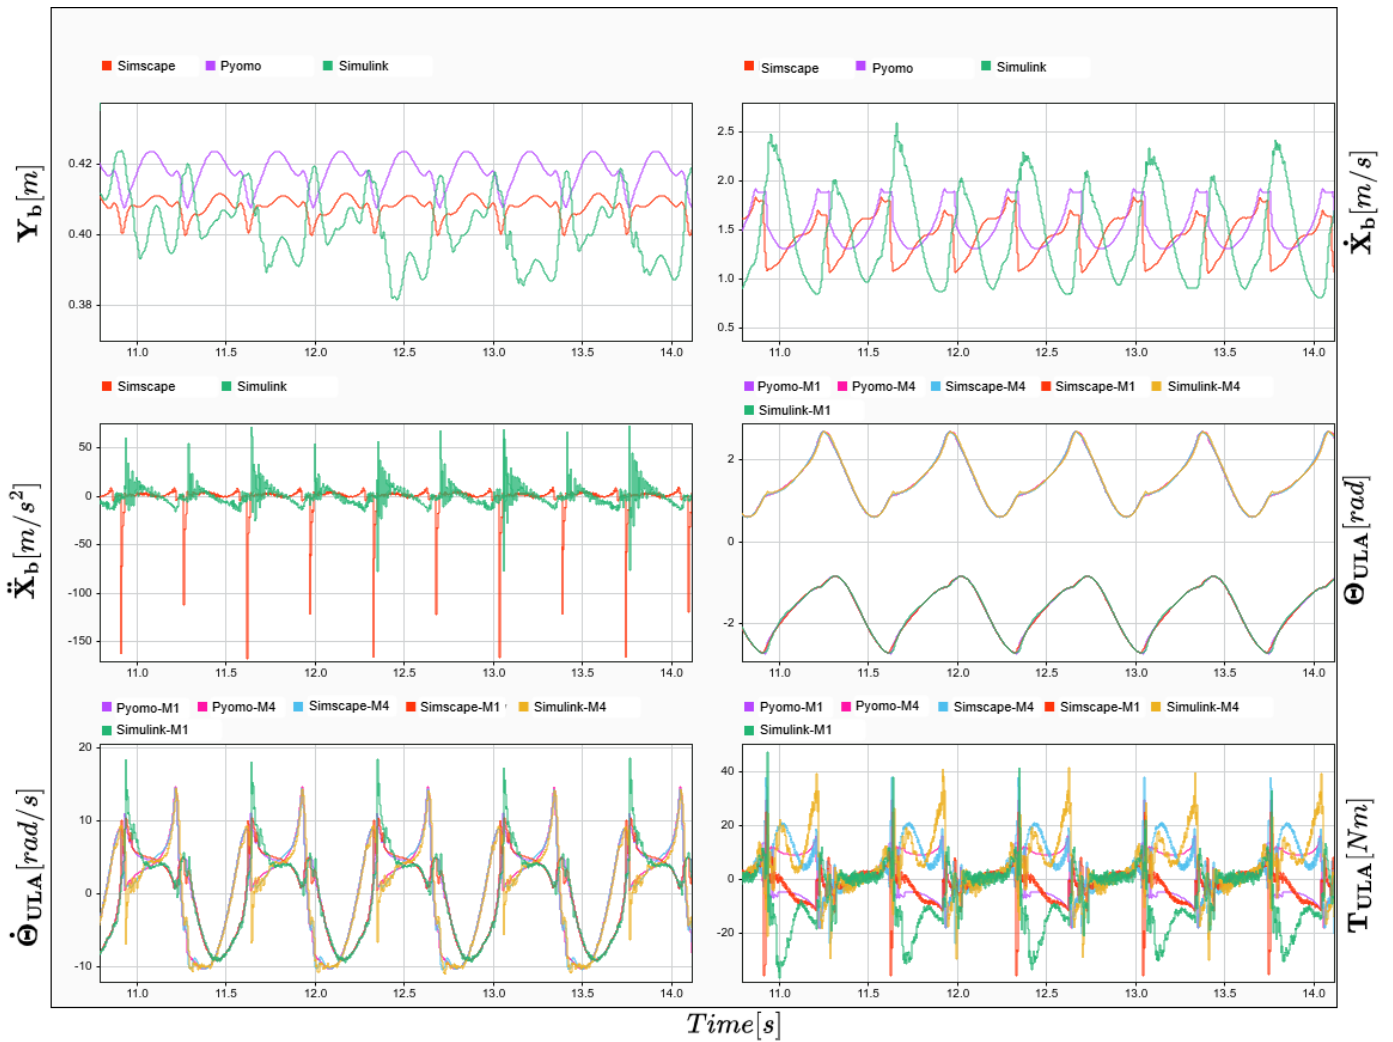 Simscape Pyomo Simulink
Simscape Pyomo Simulink
Y_b[m]
0.42
0.40
0.38
11.0 11.5 12.0 12.5 13.0 13.5 14.0
Ẋ_b[m/s]
2.5
2.0
1.5
1.0
0.5
11.0 11.5 12.0 12.5 13.0 13.5 14.0
Simscape Simulink
Ẍ_b[m/s²]
50
0
-50
-100
-150
11.0 11.5 12.0 12.5 13.0 13.5 14.0
Pyomo-M1 Pyomo-M4 Simscape-M4 Simscape-M1 Simulink-M4
Simulink-M1
Θ_ULA[rad]
2
0
-2
11.0 11.5 12.0 12.5 13.0 13.5 14.0
Pyomo-M1 Pyomo-M4 Simscape-M4 Simscape-M1 Simulink-M4
Simulink-M1
Θ̇_ULA[rad/s]
20
10
0
-10
11.0 11.5 12.0 12.5 13.0 13.5 14.0
Pyomo-M1 Pyomo-M4 Simscape-M4 Simscape-M1 Simulink-M4
Simulink-M1
T_ULA[Nm]
40
20
0
-20
11.0 11.5 12.0 12.5 13.0 13.5 14.0
Time[s]